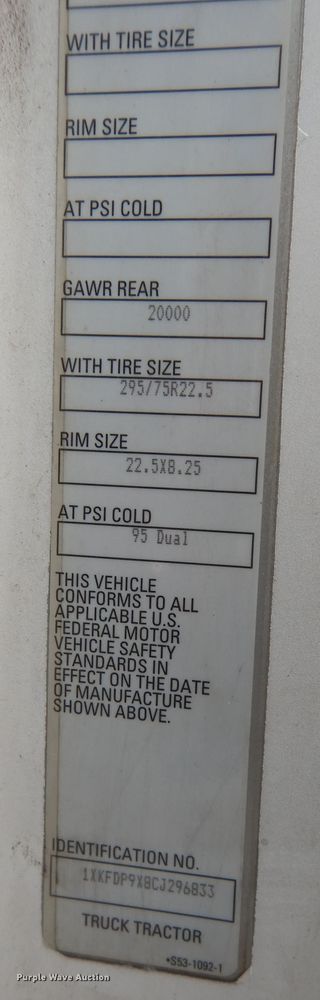 WITH TIRE SIZE
RIM SIZE
AT PSI COLD
GAWR REAR
20000
WITH TIRE SIZE
295/75R22.5
RIM SIZE
22.5X8.25
AT PSI COLD
95 Dual
THIS VEHICLE
CONFORMS TO ALL
APPLICABLE U.S.
FEDERAL MOTOR
VEHICLE SAFETY
STANDARDS IN
EFFECT ON THE DATE
OF MANUFACTURE
SHOWN ABOVE.
IDENTIFICATION NO.
1XKFDP9X8CJ296833
TRUCK TRACTOR
•S53-1092-1
Purple Wave Auction